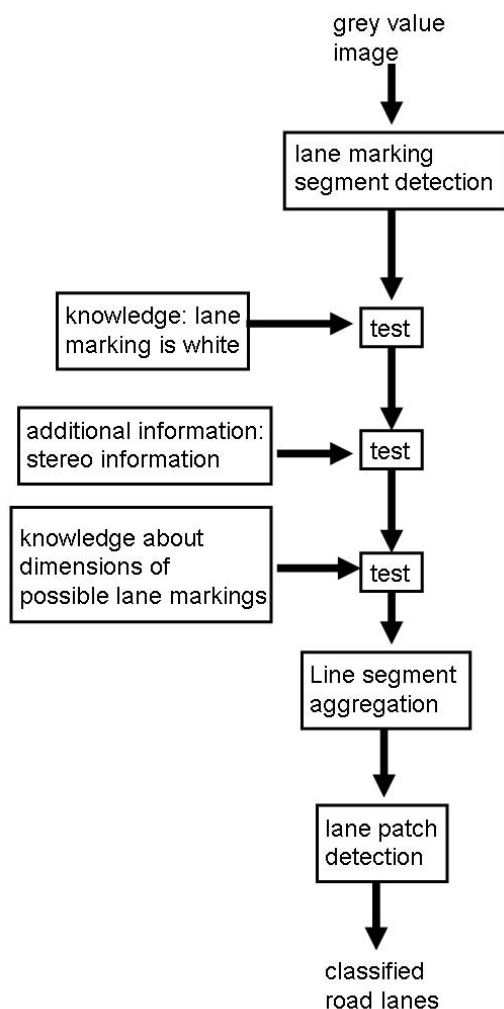 grey value
image
lane marking
segment detection
knowledge: lane
marking is white
test
additional information:
stereo information
test
knowledge about
dimensions of
possible lane markings
test
Line segment
aggregation
lane patch
detection
classified
road lanes